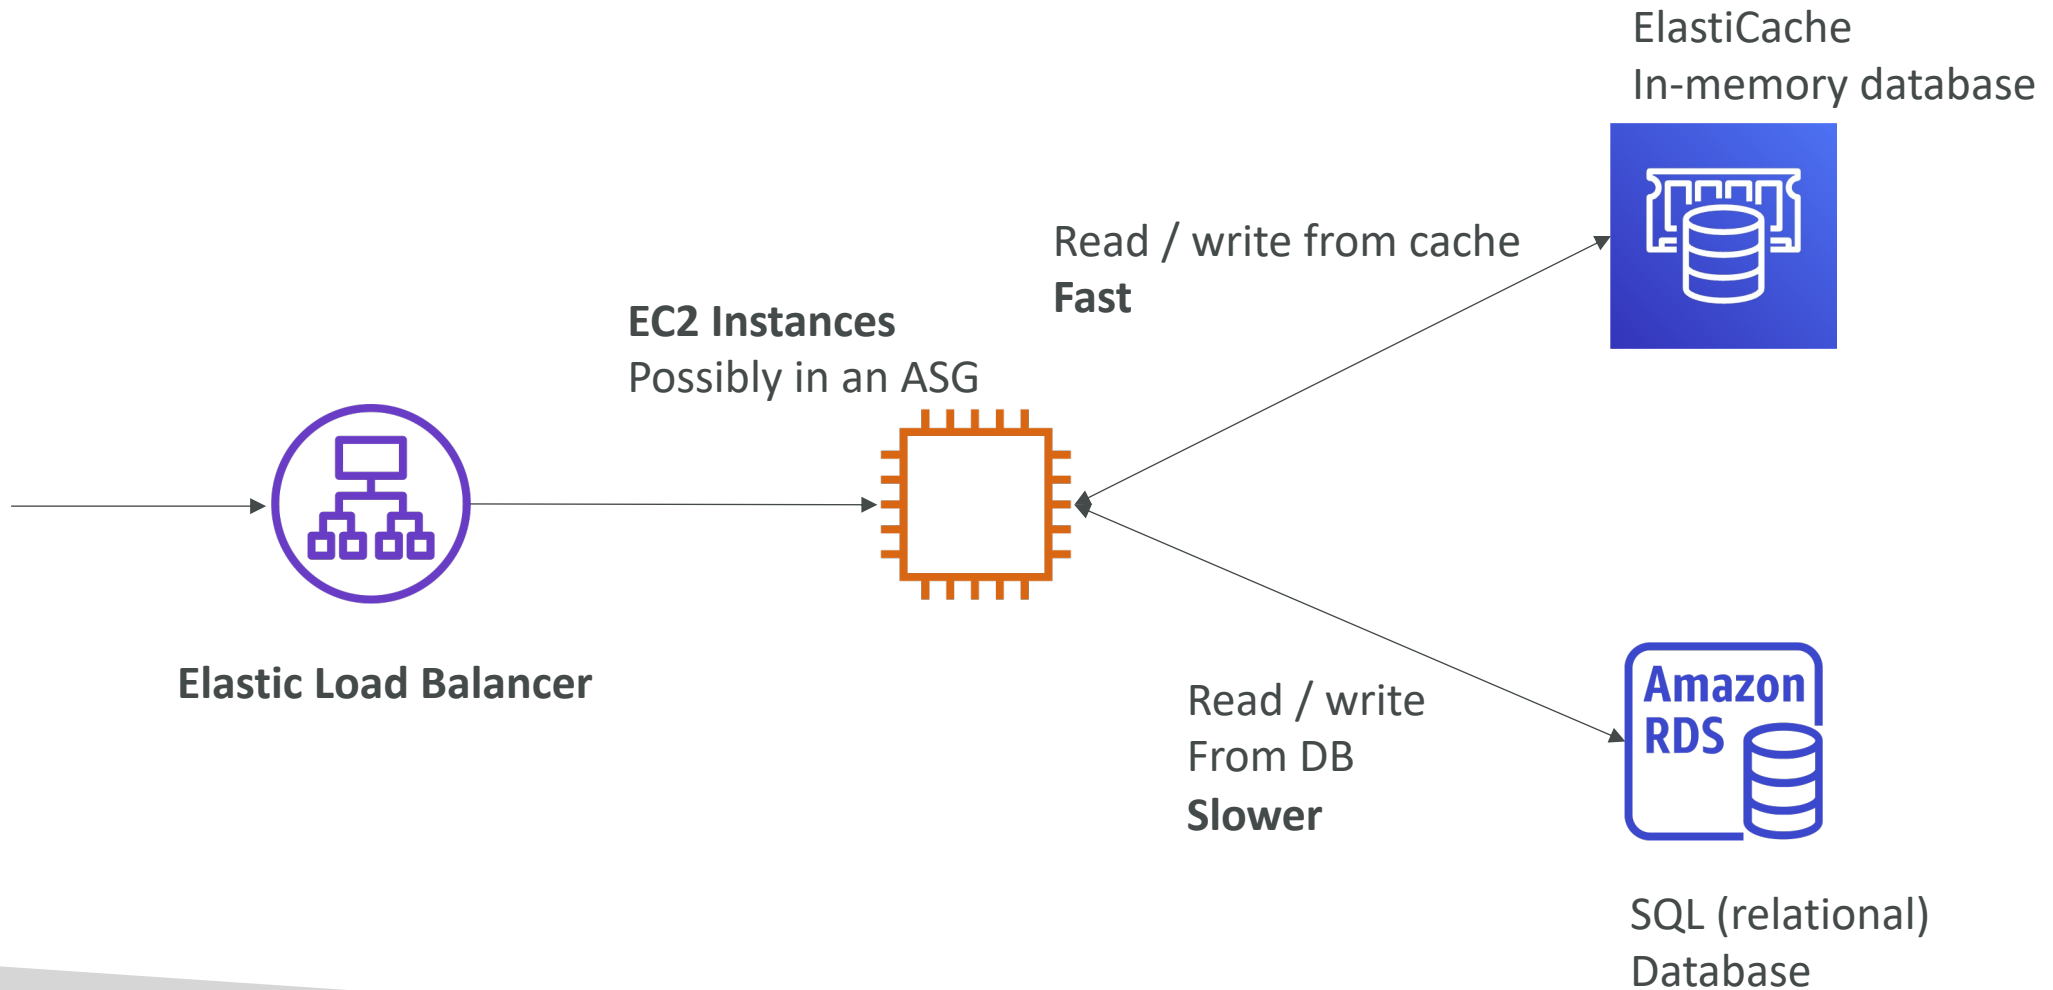 ElastiCache
In-memory database
Read / write from cache
Fast
EC2 Instances
Possibly in an ASG
Elastic Load Balancer
Read / write
From DB
Slower
Amazon
RDS
SQL (relational)
Database